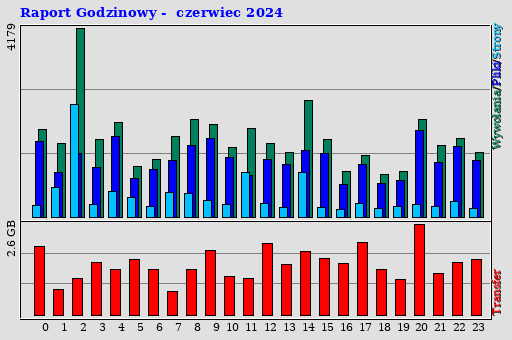 Raport Godzinowy - czerwiec 2024
4179
Wywołania/Pliki/Strony
2.6 GB
Transfer
0 1 2 3 4 5 6 7 8 9 10 11 12 13 14 15 16 17 18 19 20 21 22 23